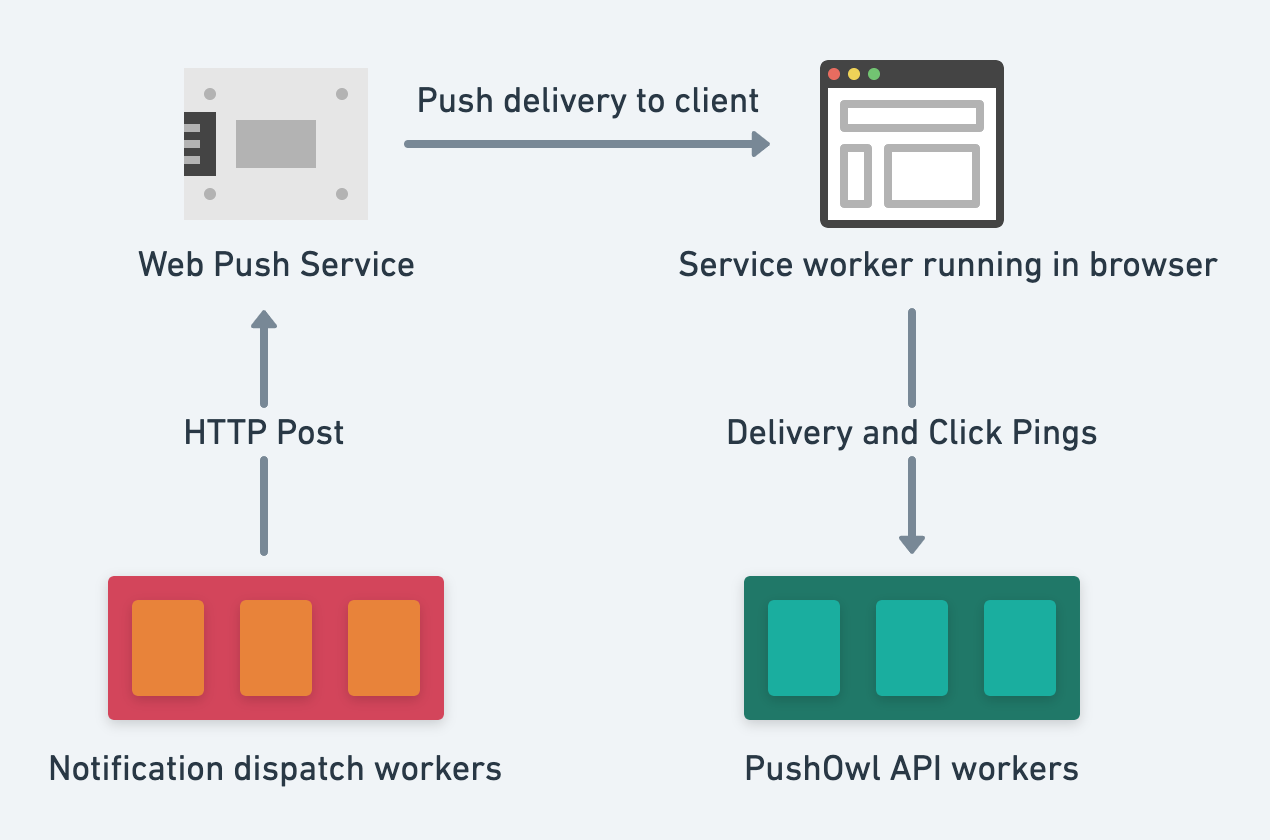 Push delivery to client
Web Push Service
Service worker running in browser
HTTP Post
Delivery and Click Pings
Notification dispatch workers
PushOwl API workers